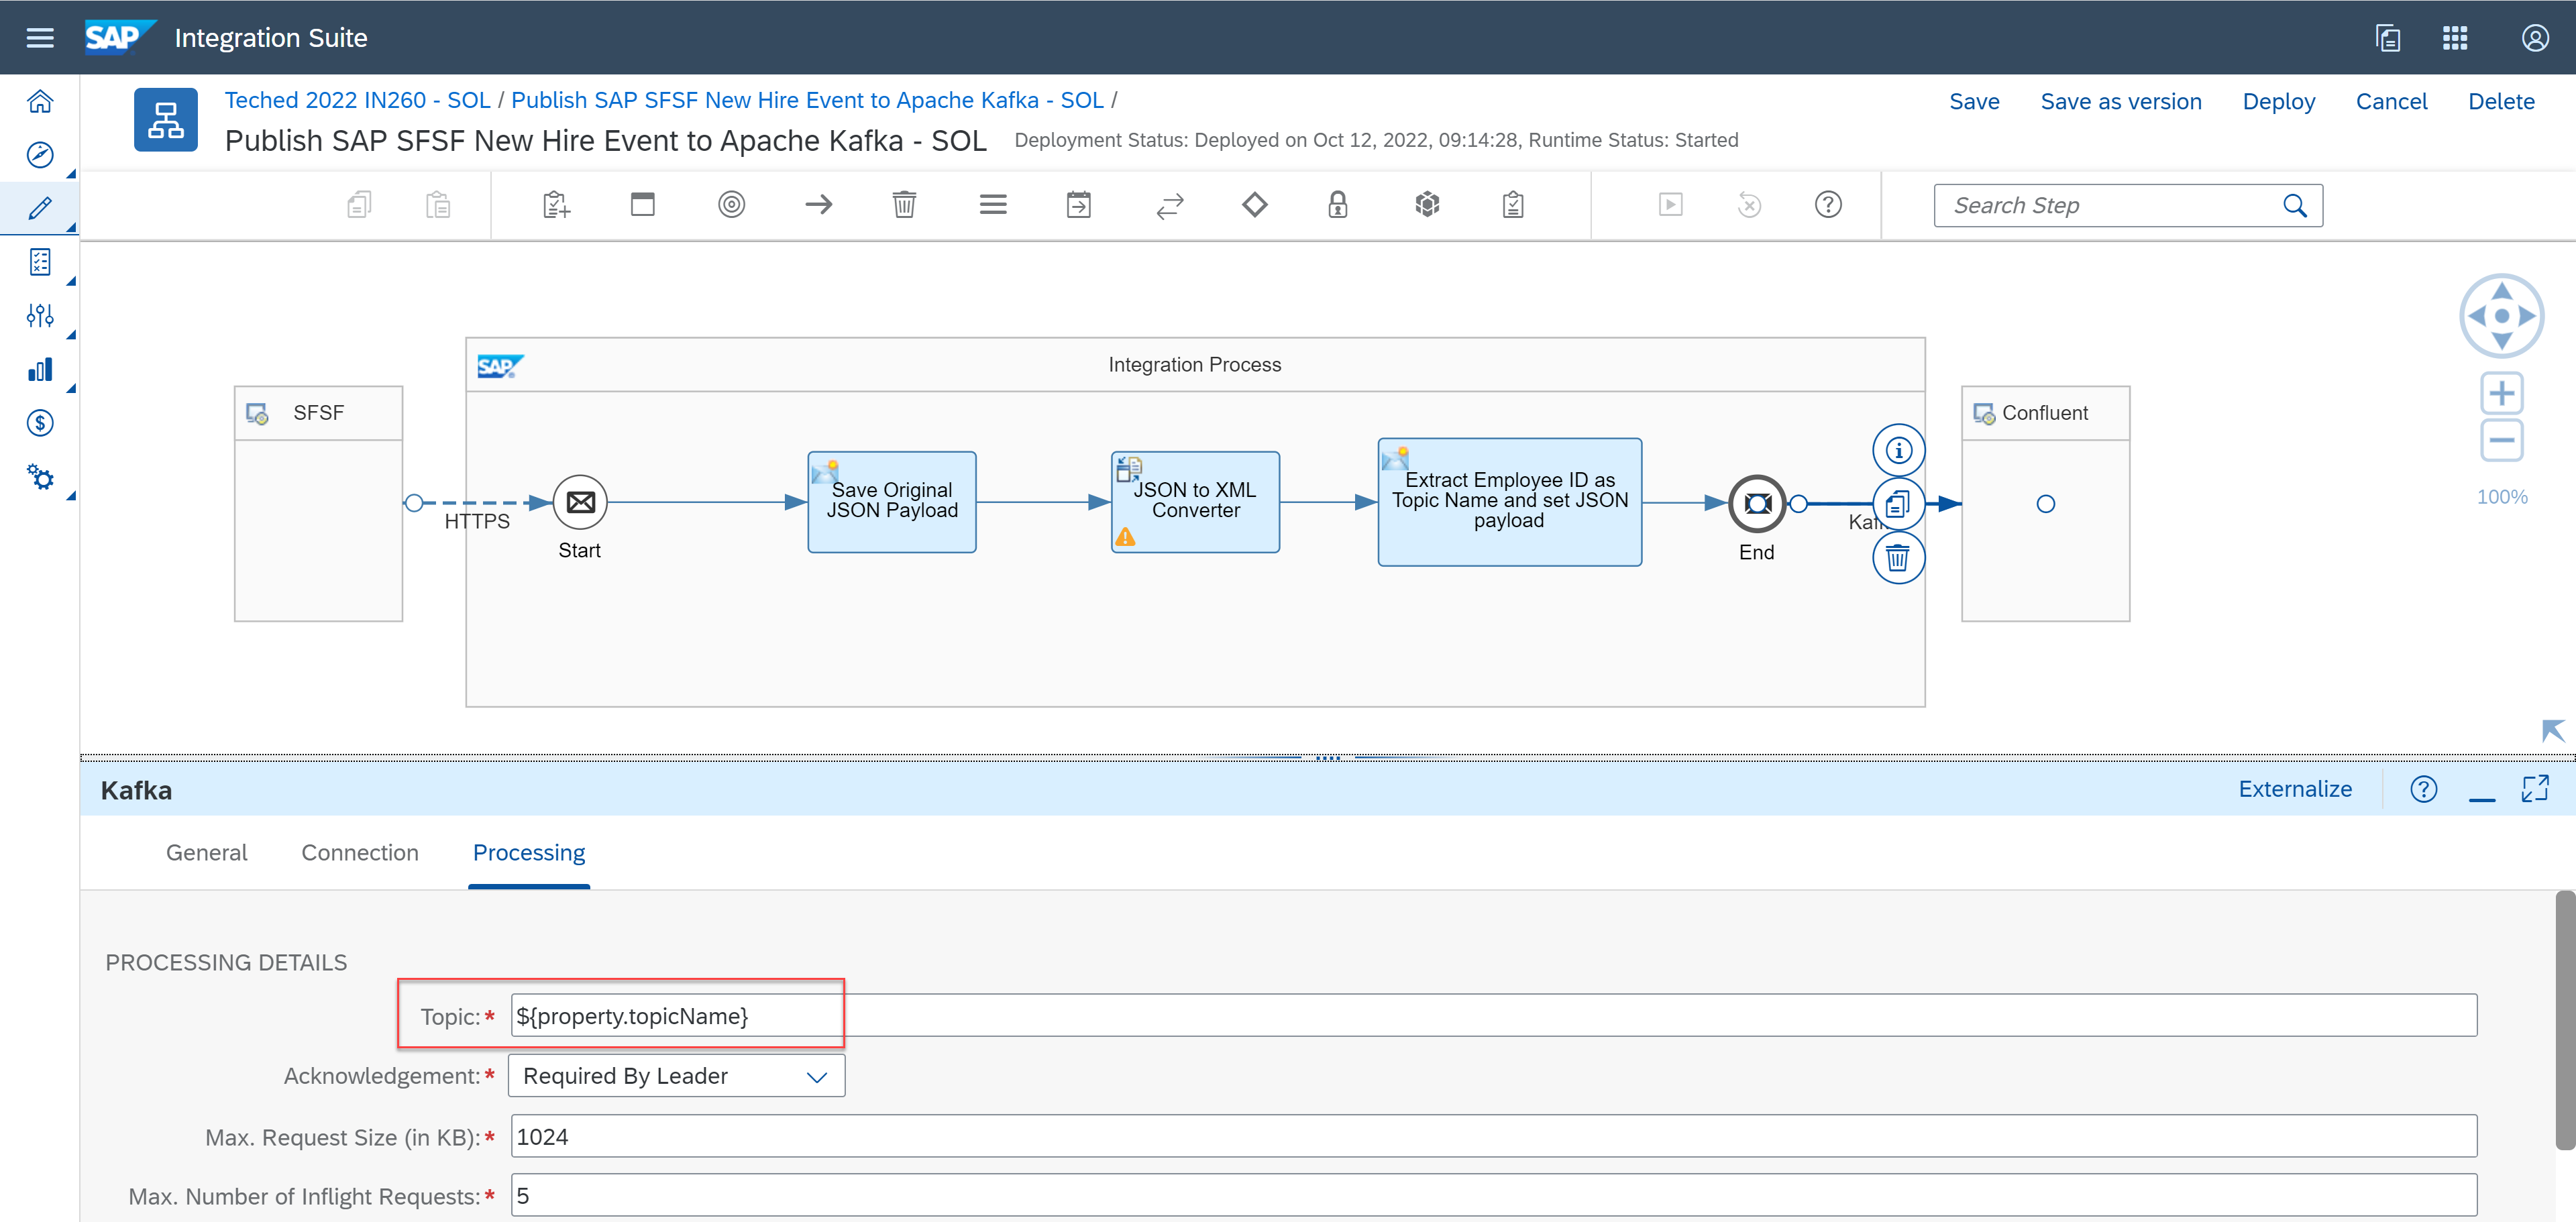 SAP Integration Suite
Teched 2022 IN260 - SOL / Publish SAP SFSF New Hire Event to Apache Kafka - SOL /
Save Save as version Deploy Cancel Delete
Publish SAP SFSF New Hire Event to Apache Kafka - SOL Deployment Status: Deployed on Oct 12, 2022, 09:14:28, Runtime Status: Started
Search Step
SAP Integration Process
SFSF
Confluent
HTTPS
Start
Save Original
JSON Payload
JSON to XML
Converter
Extract Employee ID as
Topic Name and set JSON
payload
End
100%
Kafka
Externalize
General Connection Processing
PROCESSING DETAILS
Topic:* ${property.topicName}
Acknowledgement:* Required By Leader
Max. Request Size (in KB):* 1024
Max. Number of Inflight Requests:* 5